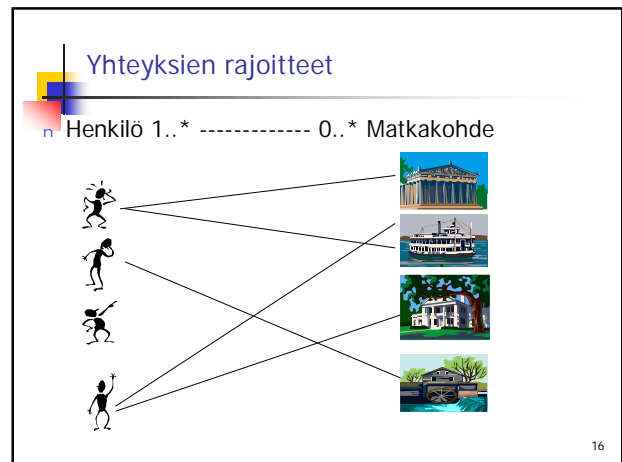 Yhteyksien rajoitteet
n Henkilö 1..* ------------- 0..* Matkakohde
16